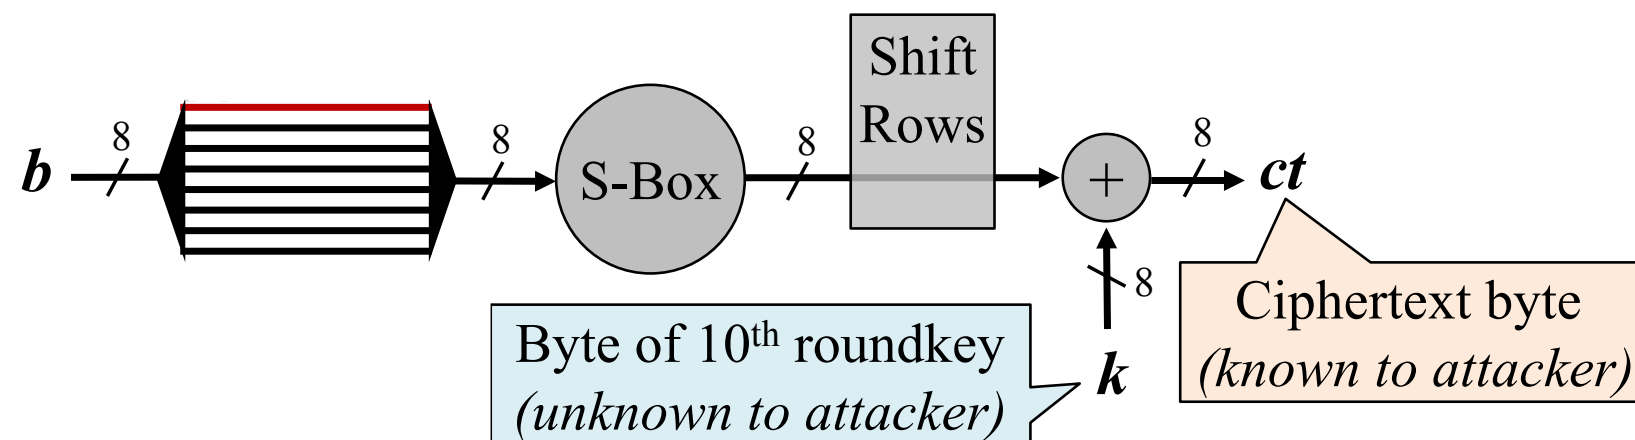 Shift
Rows
8
8
8
8
b
S-Box
+
ct
8
Byte of 10th roundkey
(unknown to attacker)
k
Ciphertext byte
(known to attacker)